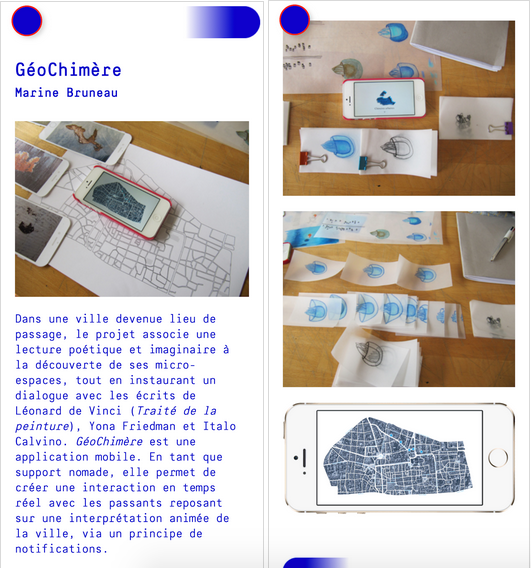 GéoChimère
Marine Bruneau
Dans une ville devenue lieu de
passage, le projet associe une
lecture poétique et imaginaire à
la découverte de ses micro-
espaces, tout en instaurant un
dialogue avec les écrits de
Léonard de Vinci (Traité de la
peinture), Yona Friedman et Italo
Calvino. GéoChimère est une
application mobile. En tant que
support nomade, elle permet de
créer une interaction en temps
réel avec les passants reposant
sur une interprétation animée de
la ville, via un principe de
notifications.